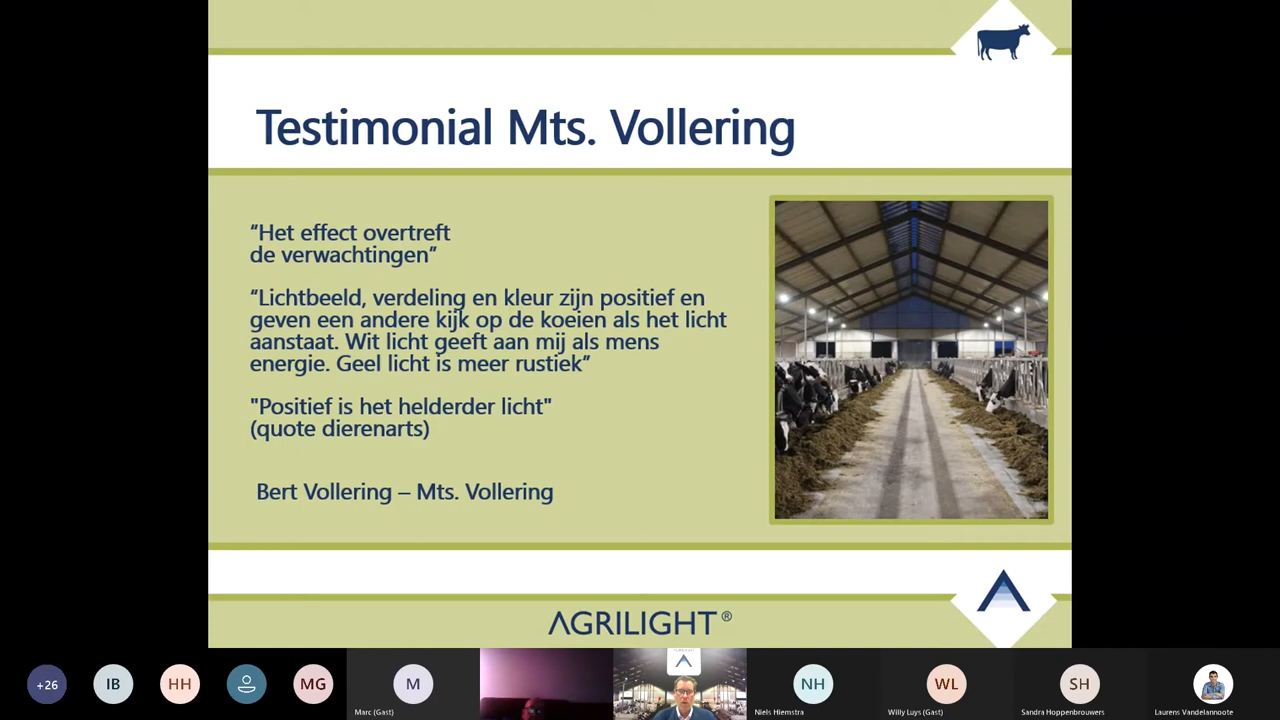 Testimonial Mts. Vollering
“Het effect overtreft
de verwachtingen”
“Lichtbeeld, verdeling en kleur zijn positief en
geven een andere kijk op de koeien als het licht
aanstaat. Wit licht geeft aan mij als mens
energie. Geel licht is meer rustiek”
"Positief is het helderder licht"
(quote dierenarts)
Bert Vollering – Mts. Vollering
AGRILIGHT®
+26
IB
HH
MG
M
NH
WL
SH
Marc (Gast)
Niels Hiemstra
Willy Luys (Gast)
Sandra Hoppenbrouwers
Laurens Vandelannoote